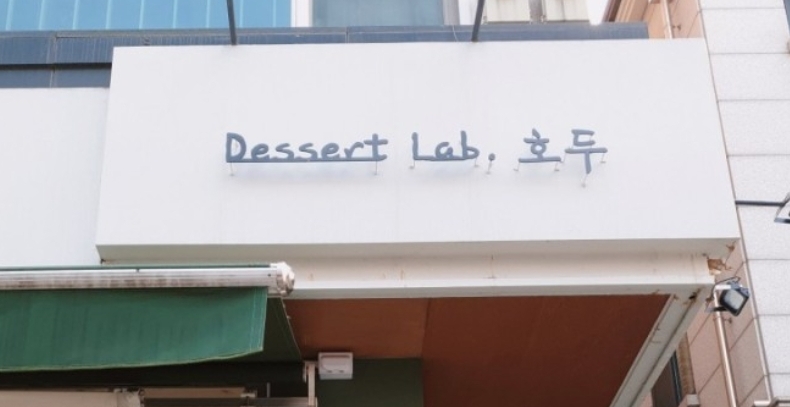 Dessert Lab. 호두